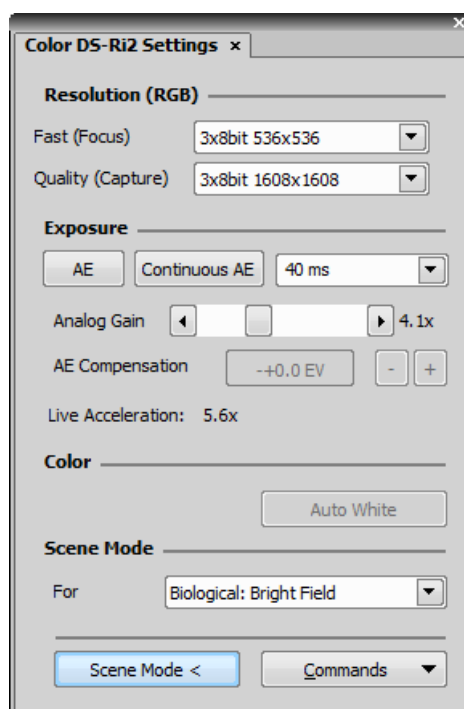 Color DS-Ri2 Settings ×
Resolution (RGB)
Fast (Focus) 3x8bit 536x536
Quality (Capture) 3x8bit 1608x1608
Exposure
AE Continuous AE 40 ms
Analog Gain 4.1x
AE Compensation -+0.0 EV - +
Live Acceleration: 5.6x
Color
Auto White
Scene Mode
For Biological: Bright Field
Scene Mode < Commands